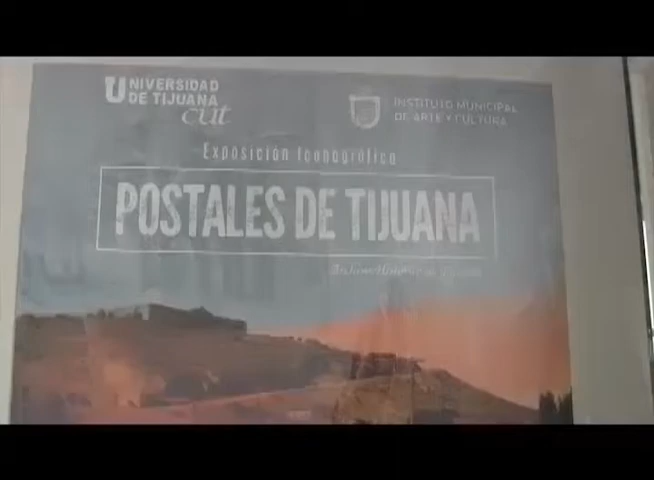 UNIVERSIDAD
DE TIJUANA
cut
INSTITUTO MUNICIPAL
DE ARTE Y CULTURA
Exposición Iconográfica
POSTALES DE TIJUANA